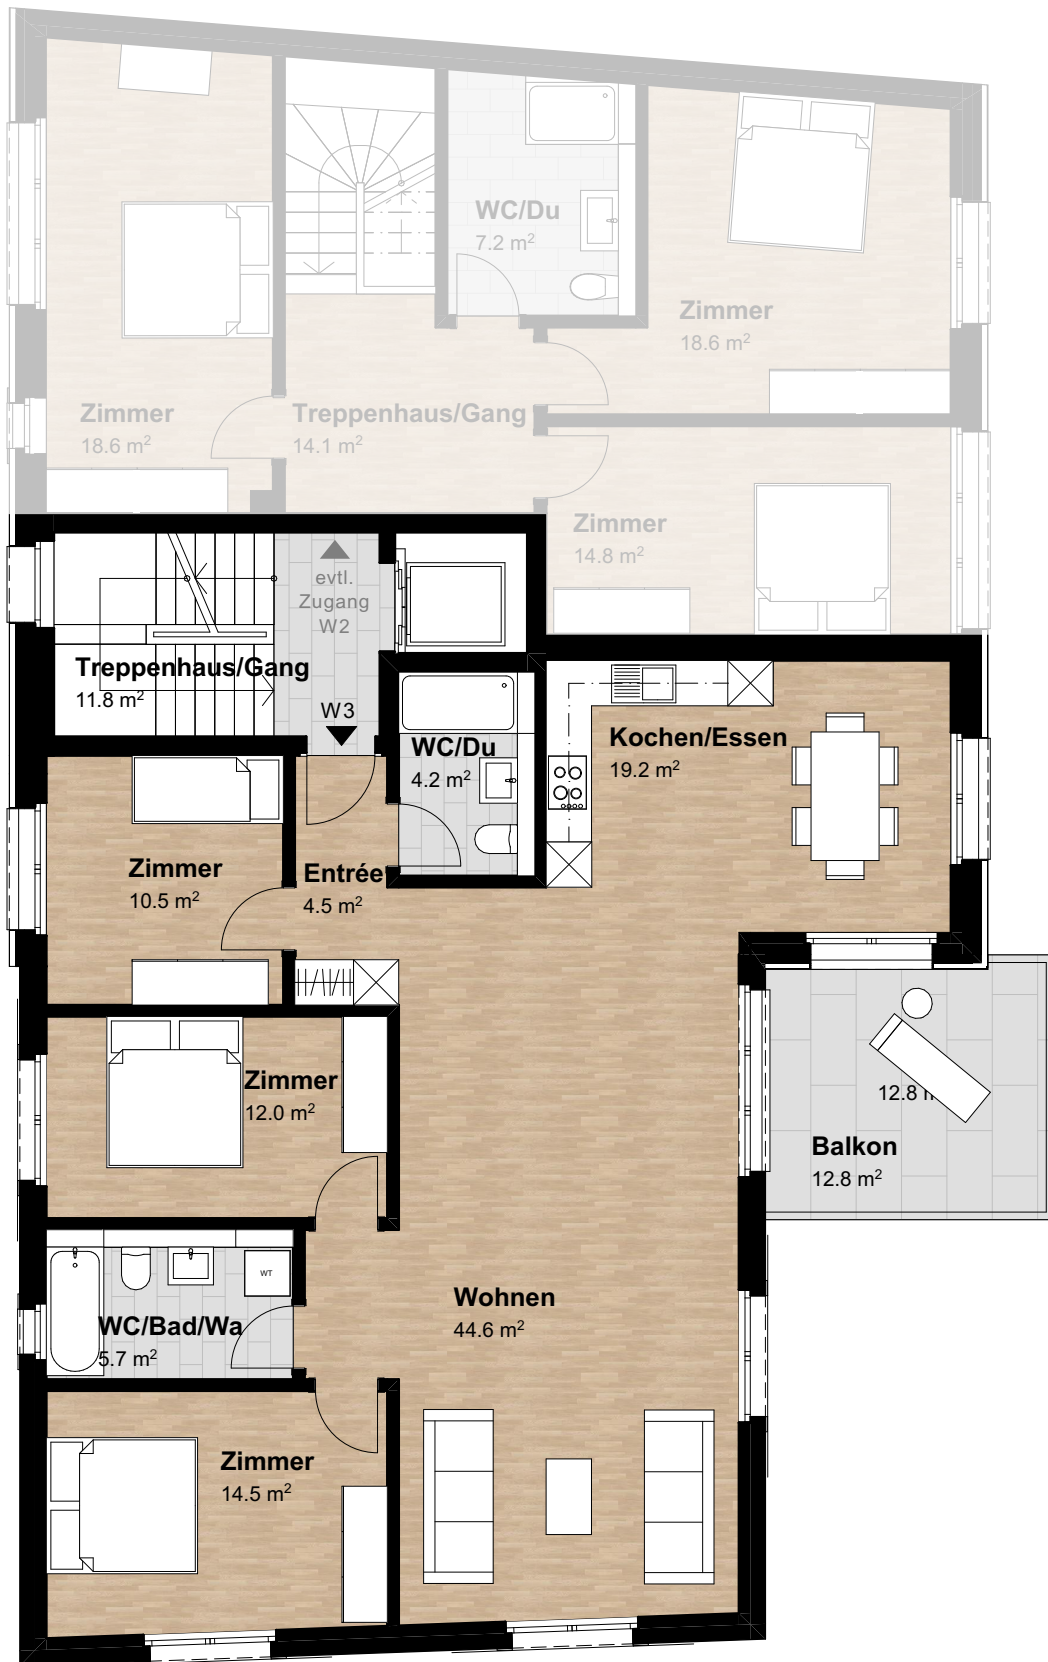 WC/Du
7.2 m²
Zimmer
18.6 m²
Zimmer
18.6 m²
Treppenhaus/Gang
14.1 m²
Zimmer
14.8 m²
evtl.
Zugang
W2
Treppenhaus/Gang
11.8 m²
W3
WC/Du
4.2 m²
Kochen/Essen
19.2 m²
Zimmer
10.5 m²
Entrée
4.5 m²
Zimmer
12.0 m²
12.8
Balkon
12.8 m²
WT
WC/Bad/Wa
5.7 m²
Wohnen
44.6 m²
Zimmer
14.5 m²